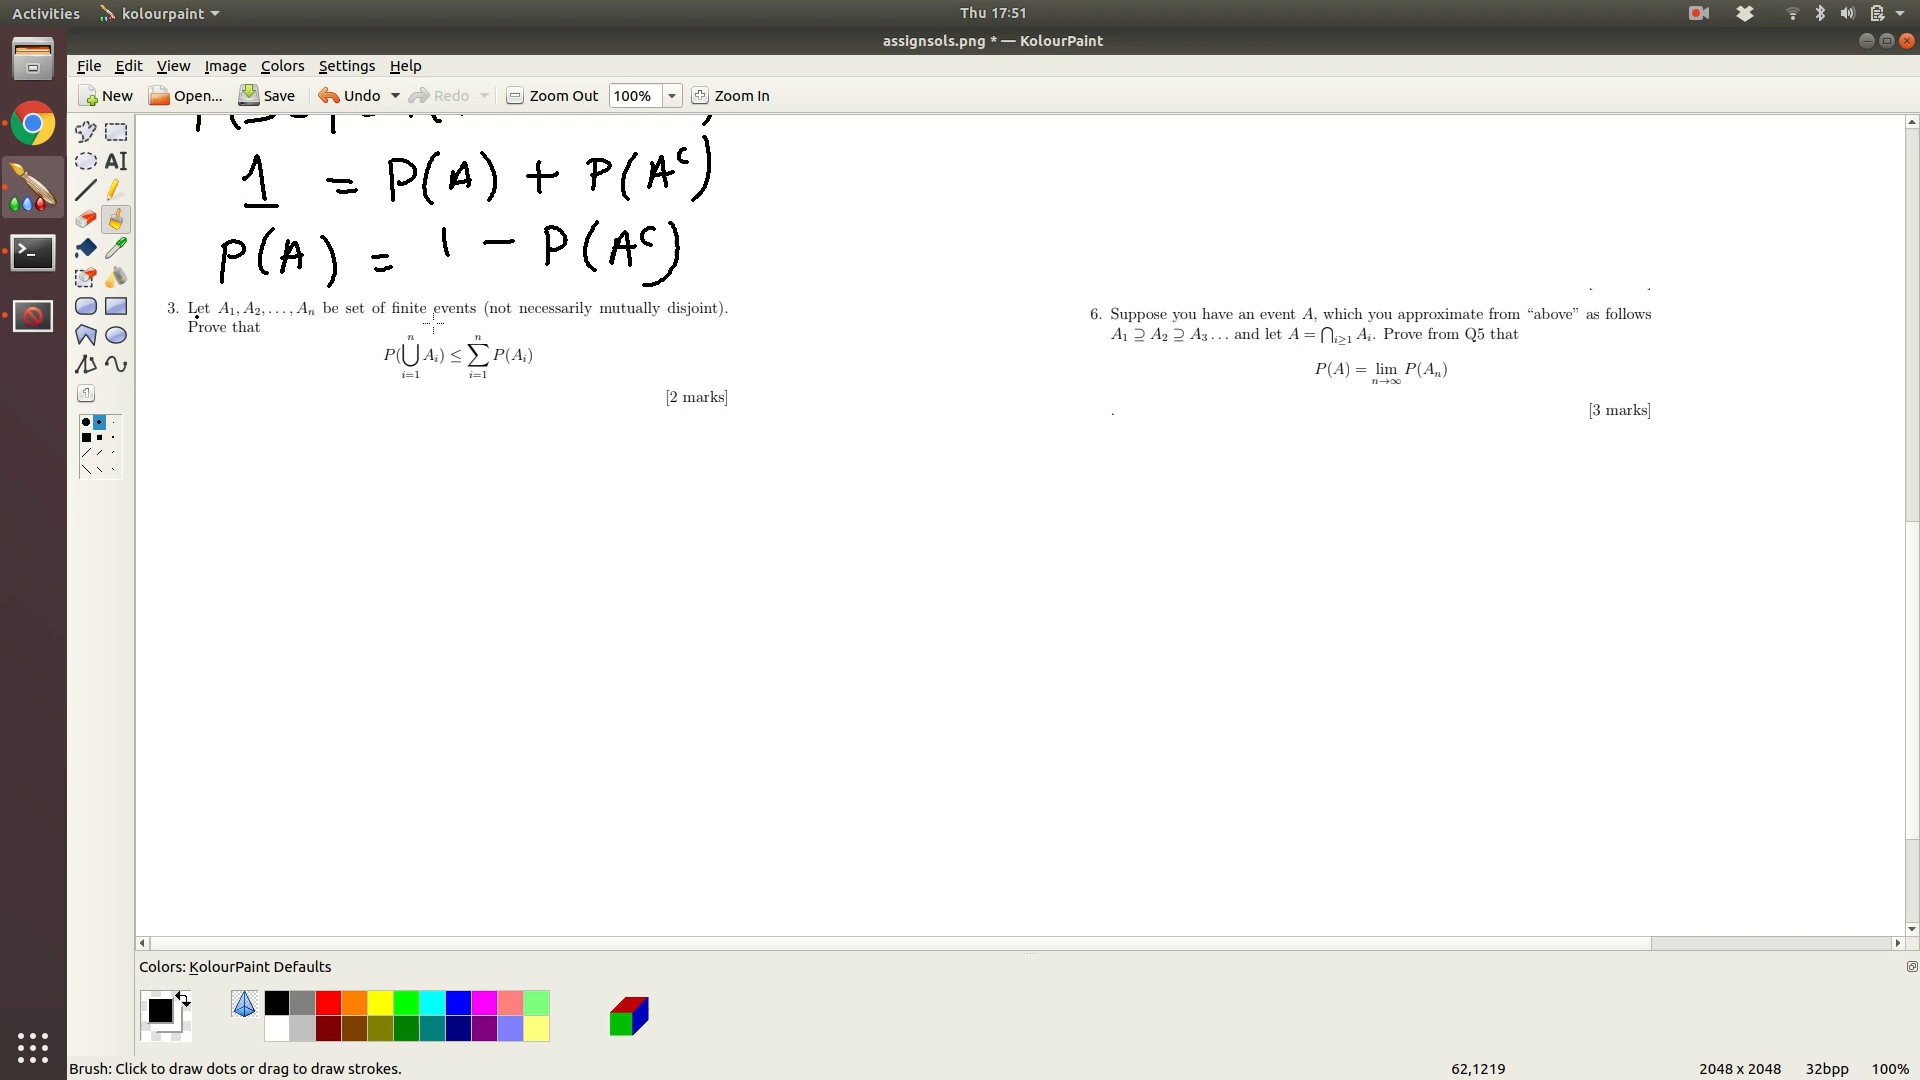 Activities kolourpaint Thu 17:51
assignsols.png * — KolourPaint
File Edit View Image Colors Settings Help
New Open... Save Undo Redo Zoom Out 100% Zoom In
1 = P(A) + P(Aᶜ)
P(A) = 1 − P(Aᶜ)
3. Let A₁, A₂, . . . , Aₙ be set of finite events (not necessarily mutually disjoint).
Prove that
P(⋃ⁿᵢ₌₁ Aᵢ) ≤ ∑ⁿᵢ₌₁ P(Aᵢ)
[2 marks]
6. Suppose you have an event A, which you approximate from “above” as follows
A₁ ⊇ A₂ ⊇ A₃ . . . and let A = ⋂ᵢ≥₁ Aᵢ. Prove from Q5 that
P(A) = lim n→∞ P(Aₙ)
. [3 marks]
Colors: KolourPaint Defaults
Brush: Click to draw dots or drag to draw strokes. 62,1219 2048 x 2048 32bpp 100%